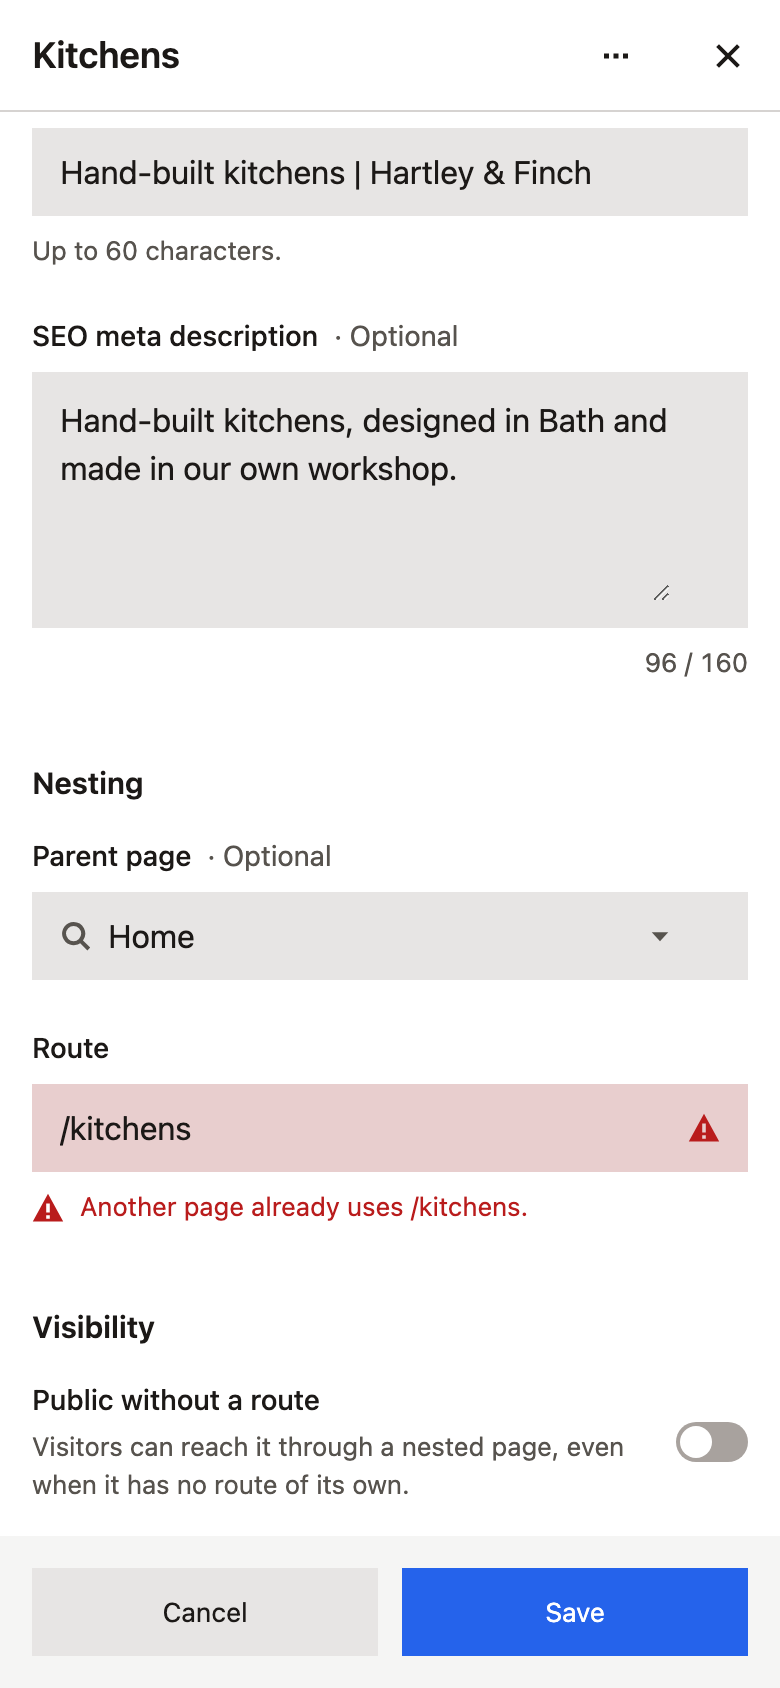 Kitchens
Hand-built kitchens | Hartley & Finch
Up to 60 characters.
SEO meta description · Optional
Hand-built kitchens, designed in Bath and
made in our own workshop.
96 / 160
Nesting
Parent page · Optional
Home
Route
/kitchens
Another page already uses /kitchens.
Visibility
Public without a route
Visitors can reach it through a nested page, even
when it has no route of its own.
Cancel
Save